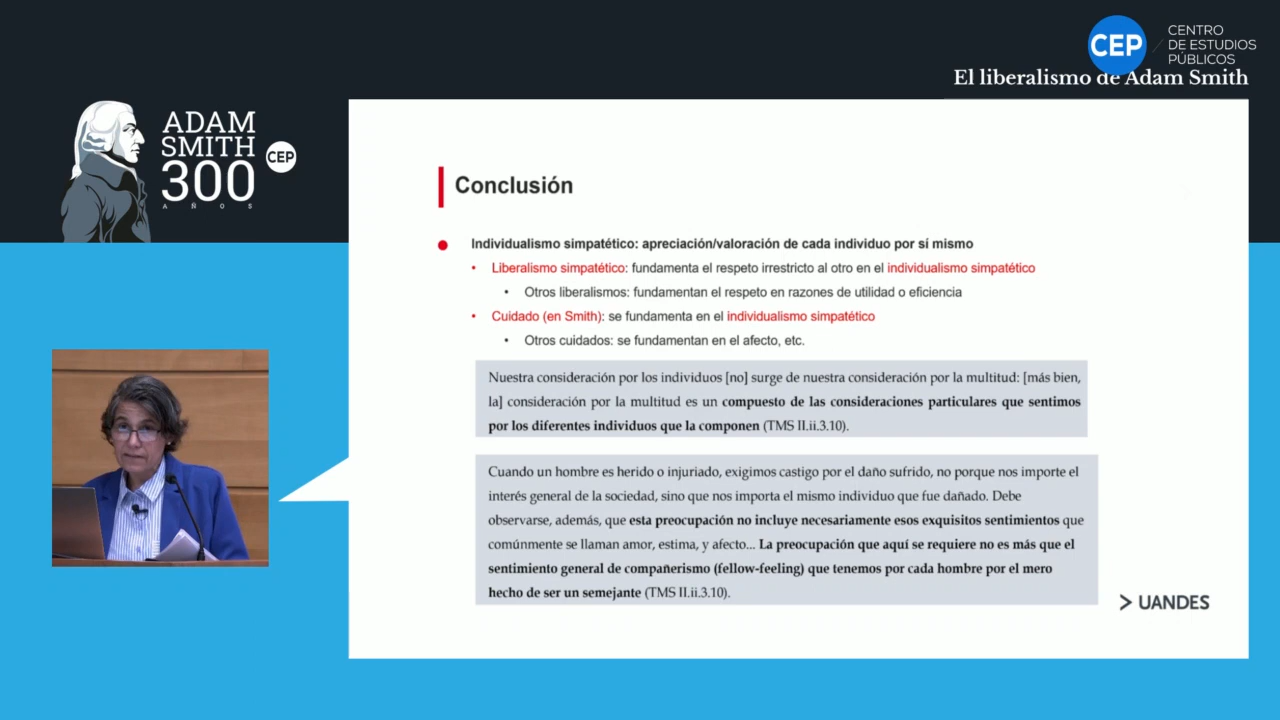 CEP
CENTRO
DE ESTUDIOS
PÚBLICOS
El liberalismo de Adam Smith
ADAM
SMITH
300
AÑOS
CEP
Conclusión
Individualismo simpatético: apreciación/valoración de cada individuo por sí mismo
Liberalismo simpatético: fundamenta el respeto irrestricto al otro en el individualismo simpatético
Otros liberalismos: fundamentan el respeto en razones de utilidad o eficiencia
Cuidado (en Smith): se fundamenta en el individualismo simpatético
Otros cuidados: se fundamentan en el afecto, etc.
Nuestra consideración por los individuos [no] surge de nuestra consideración por la multitud: [más bien,
la] consideración por la multitud es un compuesto de las consideraciones particulares que sentimos
por los diferentes individuos que la componen (TMS II.ii.3.10).
Cuando un hombre es herido o injuriado, exigimos castigo por el daño sufrido, no porque nos importe el
interés general de la sociedad, sino que nos importa el mismo individuo que fue dañado. Debe
observarse, además, que esta preocupación no incluye necesariamente esos exquisitos sentimientos que
comúnmente se llaman amor, estima, y afecto... La preocupación que aquí se requiere no es más que el
sentimiento general de compañerismo (fellow-feeling) que tenemos por cada hombre por el mero
hecho de ser un semejante (TMS II.ii.3.10).
> UANDES